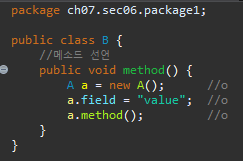 package ch07.sec06.package1;
public class B {
//메소드 선언
public void method() {
A a = new A(); //o
a.field = "value"; //o
a.method(); //o
}
}